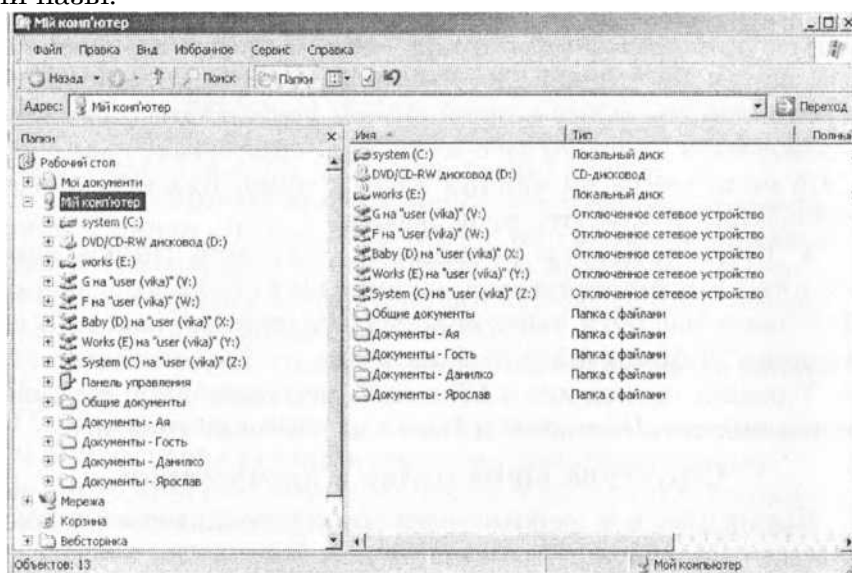 ни назві.
Мій комп'ютер
Файл Правка Вид Избранное Сервис Справка
Назад Поиск Папки
Адрес: Мій комп'ютер Переход
Папки
Рабочий стол
Мої документи
Мій комп'ютер
system (C:)
DVD/CD-RW дисковод (D:)
works (E:)
G на "user (vika)" (V:)
F на "user (vika)" (W:)
Baby (D) на "user (vika)" (X:)
Works (E) на "user (vika)" (Y:)
System (C) на "user (vika)" (Z:)
Панель управления
Общие документы
Документы - Ая
Документы - Гость
Документы - Данилко
Документы - Ярослав
Мережа
Корзина
Вебсторінка
Имя Тип Полный
system (C:) Локальный диск
DVD/CD-RW дисковод (D:) CD-дисковод
works (E:) Локальный диск
G на "user (vika)" (V:) Отключенное сетевое устройство
F на "user (vika)" (W:) Отключенное сетевое устройство
Baby (D) на "user (vika)" (X:) Отключенное сетевое устройство
Works (E) на "user (vika)" (Y:) Отключенное сетевое устройство
System (C) на "user (vika)" (Z:) Отключенное сетевое устройство
Общие документы Папка с файлами
Документы - Ая Папка с файлами
Документы - Гость Папка с файлами
Документы - Данилко Папка с файлами
Документы - Ярослав Папка с файлами
Объектов: 13 Мой компьютер